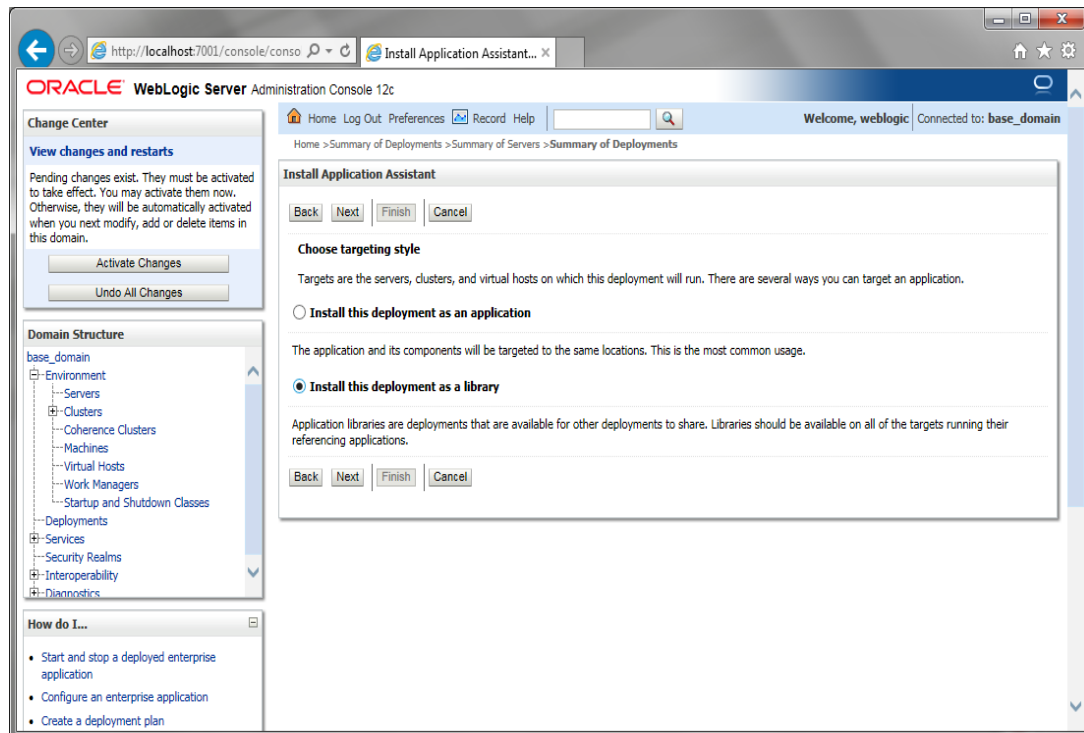 http://localhost:7001/console/conso
Install Application Assistant...
ORACLE WebLogic Server Administration Console 12c
Change Center
View changes and restarts
Pending changes exist. They must be activated
to take effect. You may activate them now.
Otherwise, they will be automatically activated
when you next modify, add or delete items in
this domain.
Activate Changes
Undo All Changes
Domain Structure
base_domain
Environment
Servers
Clusters
Coherence Clusters
Machines
Virtual Hosts
Work Managers
Startup and Shutdown Classes
Deployments
Services
Security Realms
Interoperability
Diagnostics
How do I...
Start and stop a deployed enterprise
application
Configure an enterprise application
Create a deployment plan
Home Log Out Preferences Record Help
Welcome, weblogic Connected to: base_domain
Home >Summary of Deployments >Summary of Servers >Summary of Deployments
Install Application Assistant
Back Next Finish Cancel
Choose targeting style
Targets are the servers, clusters, and virtual hosts on which this deployment will run. There are several ways you can target an application.
Install this deployment as an application
The application and its components will be targeted to the same locations. This is the most common usage.
Install this deployment as a library
Application libraries are deployments that are available for other deployments to share. Libraries should be available on all of the targets running their
referencing applications.
Back Next Finish Cancel